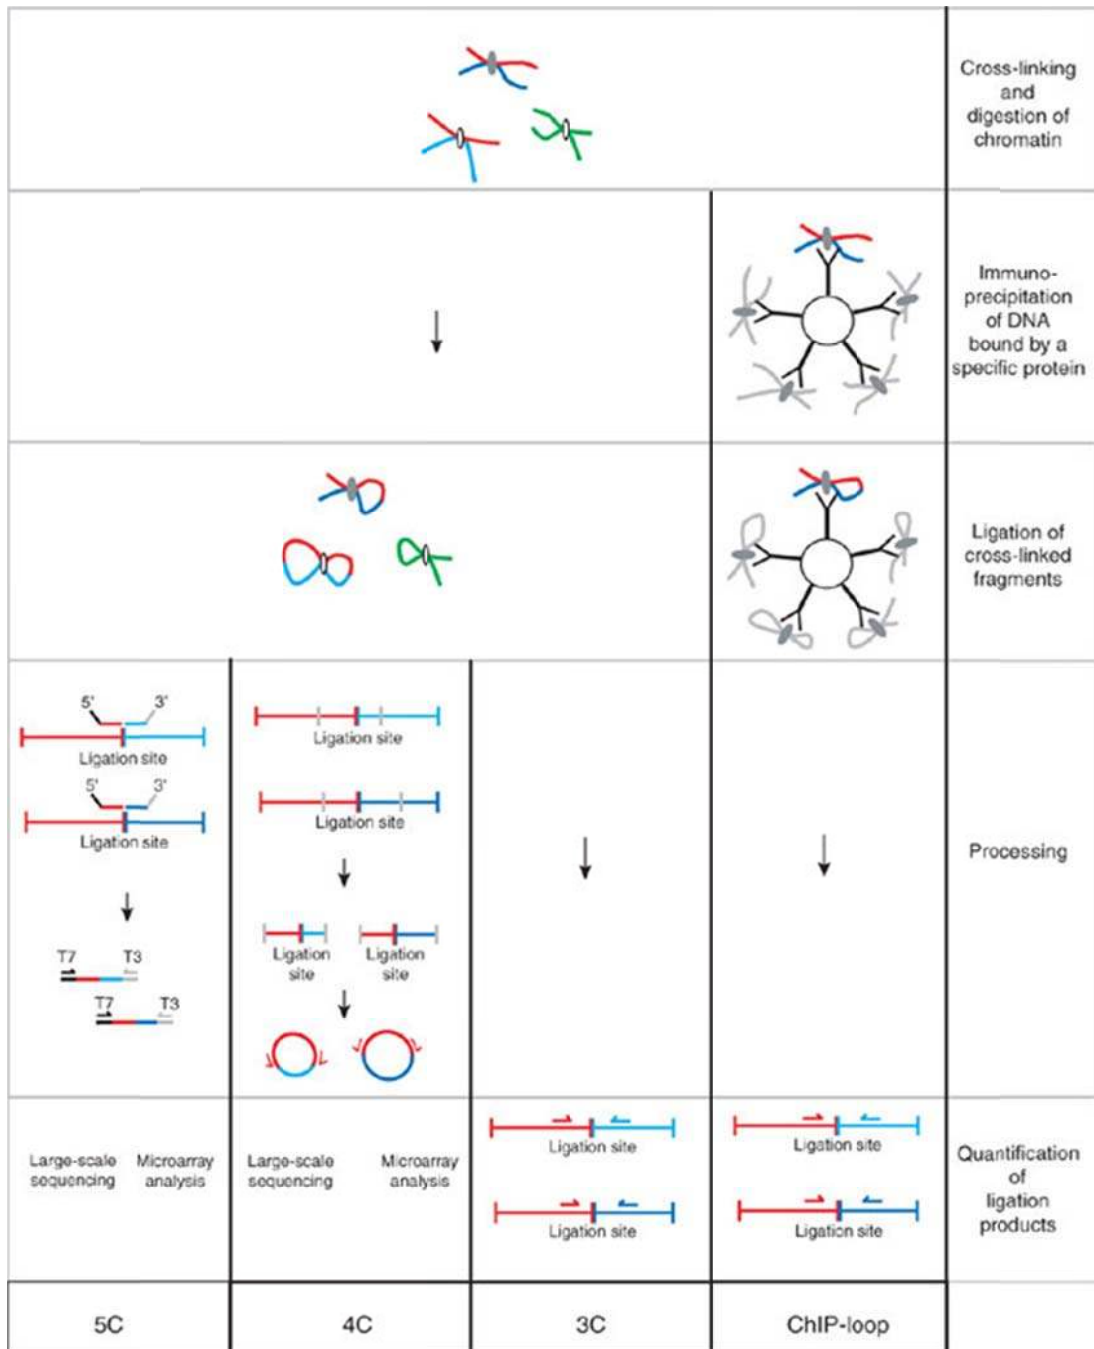 Cross-linking
and
digestion of
chromatin
Immuno-
precipitation
of DNA
bound by a
specific protein
Ligation of
cross-linked
fragments
5' 3'
Ligation site
5' 3'
Ligation site
T7 T3
T7 T3
Ligation site
Ligation site
Ligation
site
Ligation
site
Processing
Large-scale
sequencing
Microarray
analysis
Large-scale
sequencing
Microarray
analysis
Ligation site
Ligation site
Ligation site
Ligation site
Quantification
of
ligation
products
5C 4C 3C ChIP-loop